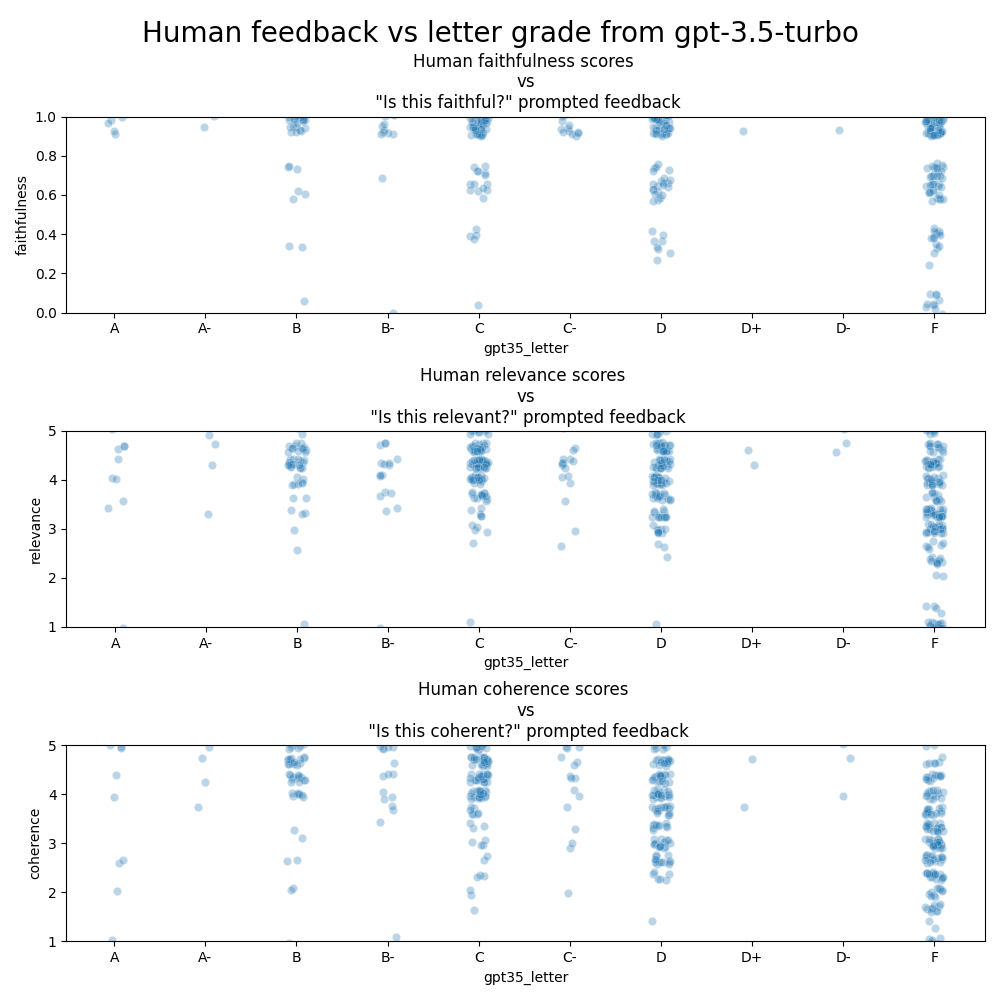 Human feedback vs letter grade from gpt-3.5-turbo
Human faithfulness scores
vs
"Is this faithful?" prompted feedback
1.0
0.8
0.6
0.4
0.2
0.0
faithfulness
A A- B B- C C- D D+ D- F
gpt35_letter
Human relevance scores
vs
"Is this relevant?" prompted feedback
5
4
3
2
1
relevance
A A- B B- C C- D D+ D- F
gpt35_letter
Human coherence scores
vs
"Is this coherent?" prompted feedback
5
4
3
2
1
coherence
A A- B B- C C- D D+ D- F
gpt35_letter